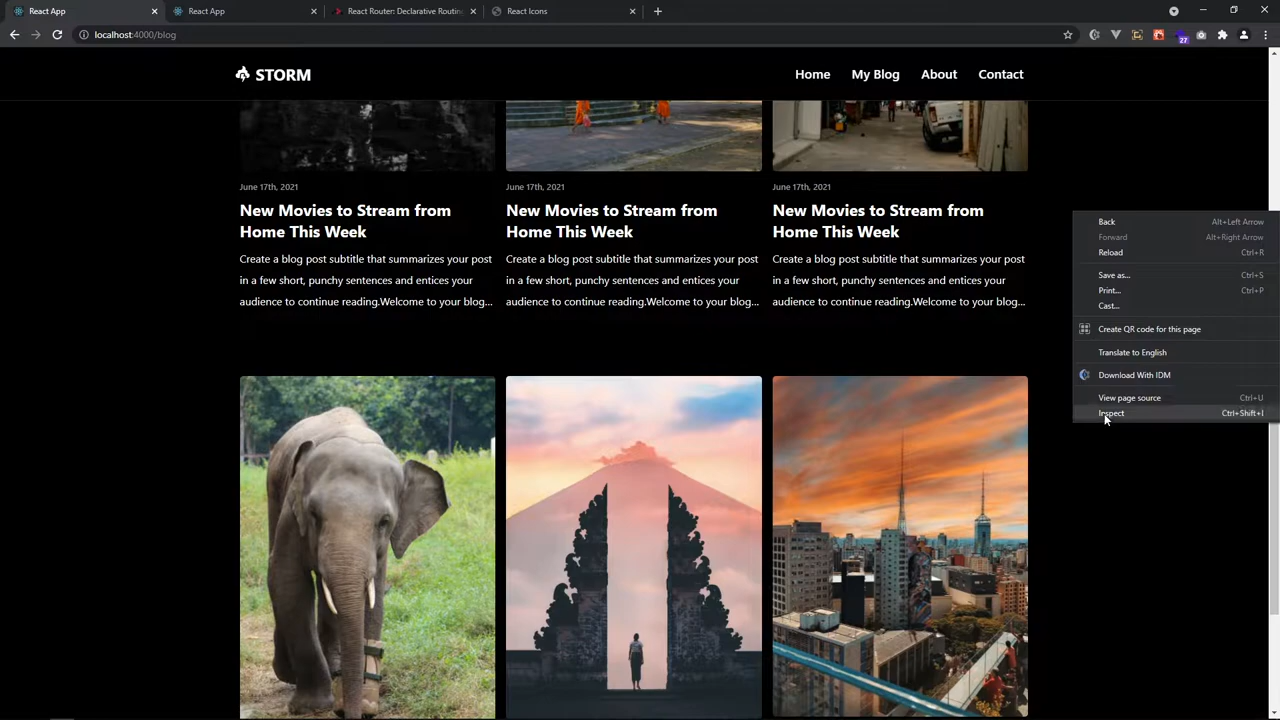 React App
React App
React Router: Declarative Routin
React Icons
localhost:4000/blog
27
STORM
Home
My Blog
About
Contact
June 17th, 2021
New Movies to Stream from
Home This Week
Create a blog post subtitle that summarizes your post
in a few short, punchy sentences and entices your
audience to continue reading.Welcome to your blog...
June 17th, 2021
New Movies to Stream from
Home This Week
Create a blog post subtitle that summarizes your post
in a few short, punchy sentences and entices your
audience to continue reading.Welcome to your blog...
June 17th, 2021
New Movies to Stream from
Home This Week
Create a blog post subtitle that summarizes your post
in a few short, punchy sentences and entices your
audience to continue reading.Welcome to your blog...
Back Alt+Left Arrow
Forward Alt+Right Arrow
Reload Ctrl+R
Save as... Ctrl+S
Print... Ctrl+P
Cast...
Create QR code for this page
Translate to English
Download With IDM
View page source Ctrl+U
Inspect Ctrl+Shift+I